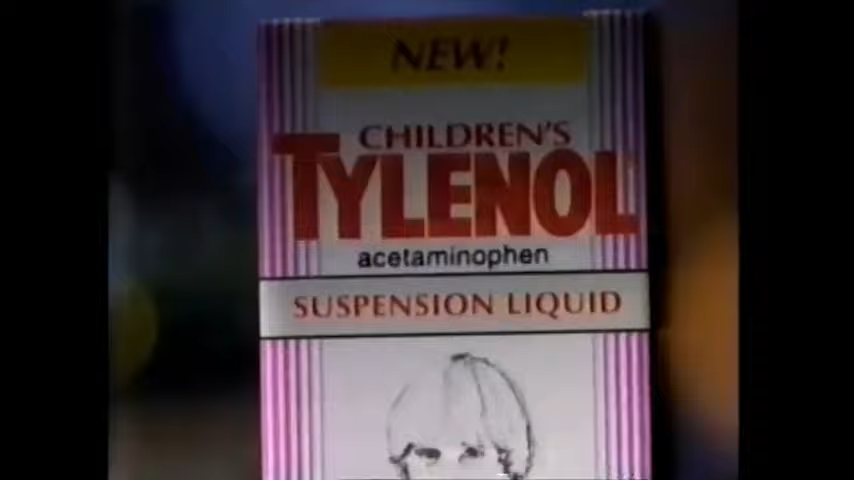 NEW!
CHILDREN'S
TYLENOL
acetaminophen
SUSPENSION LIQUID